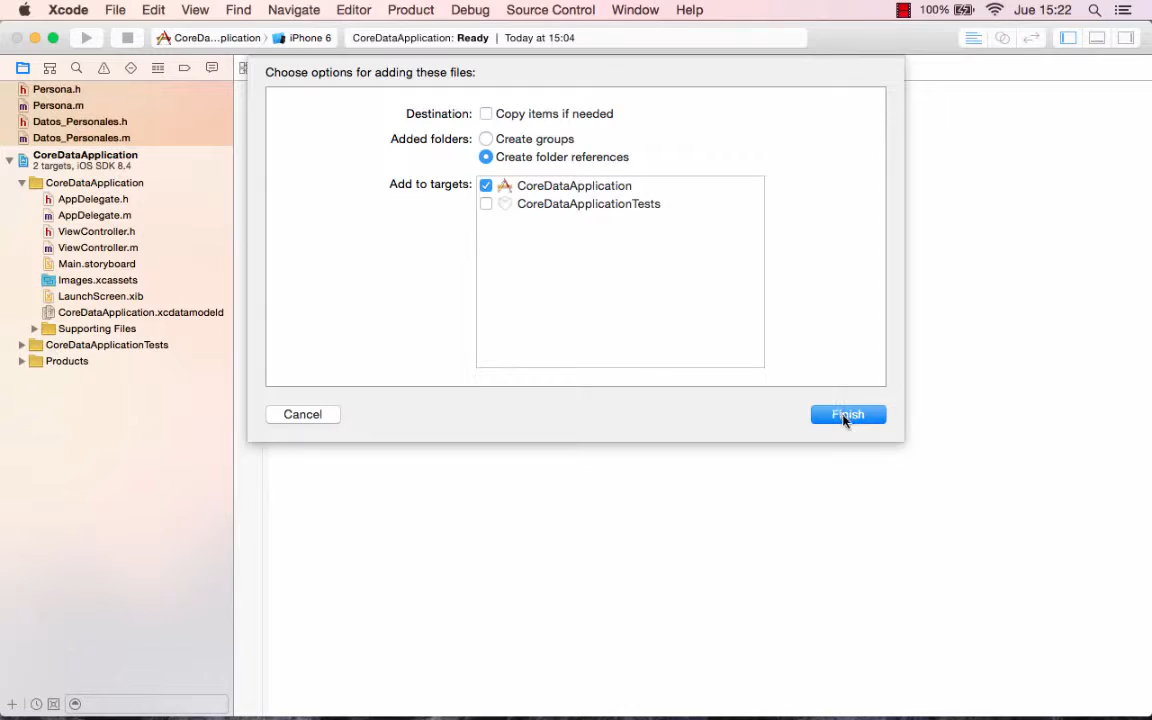 Xcode File Edit View Find Navigate Editor Product Debug Source Control Window Help 100% Jue 15:22
CoreDa...plication iPhone 6 CoreDataApplication: Ready Today at 15:04
Choose options for adding these files:
Persona.h
Persona.m
Datos_Personales.h
Datos_Personales.m
CoreDataApplication
2 targets, iOS SDK 8.4
CoreDataApplication
AppDelegate.h
AppDelegate.m
ViewController.h
ViewController.m
Main.storyboard
Images.xcassets
LaunchScreen.xib
CoreDataApplication.xcdatamodeld
Supporting Files
CoreDataApplicationTests
Products
Destination: Copy items if needed
Added folders: Create groups
Create folder references
Add to targets: CoreDataApplication
CoreDataApplicationTests
Cancel Finish